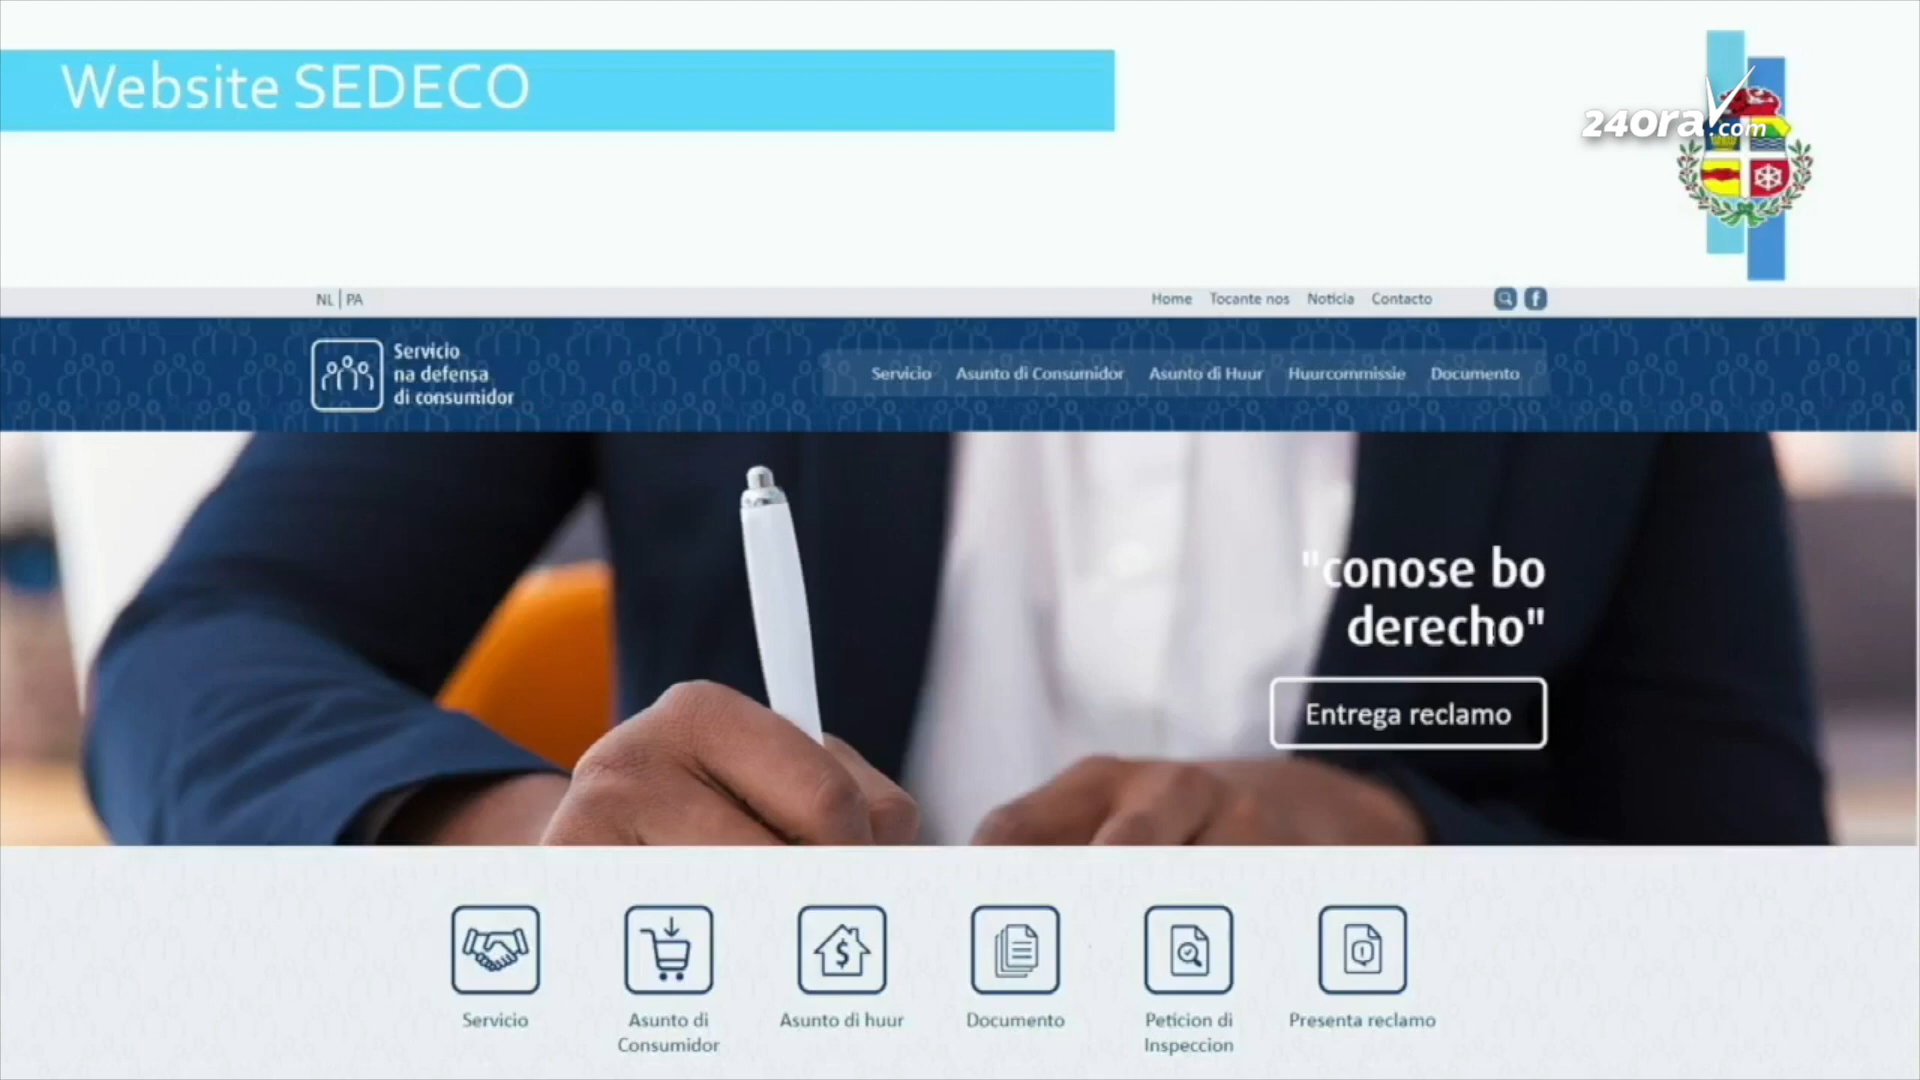 Website SEDECO
24ora.com
NL | PA
Home Tocante nos Noticia Contacto
Servicio
na defensa
di consumidor
Servicio Asunto di Consumidor Asunto di Huur Huurcommissie Documento
"conose bo
derecho"
Entrega reclamo
Servicio
Asunto di
Consumidor
Asunto di huur
Documento
Peticion di
Inspeccion
Presenta reclamo